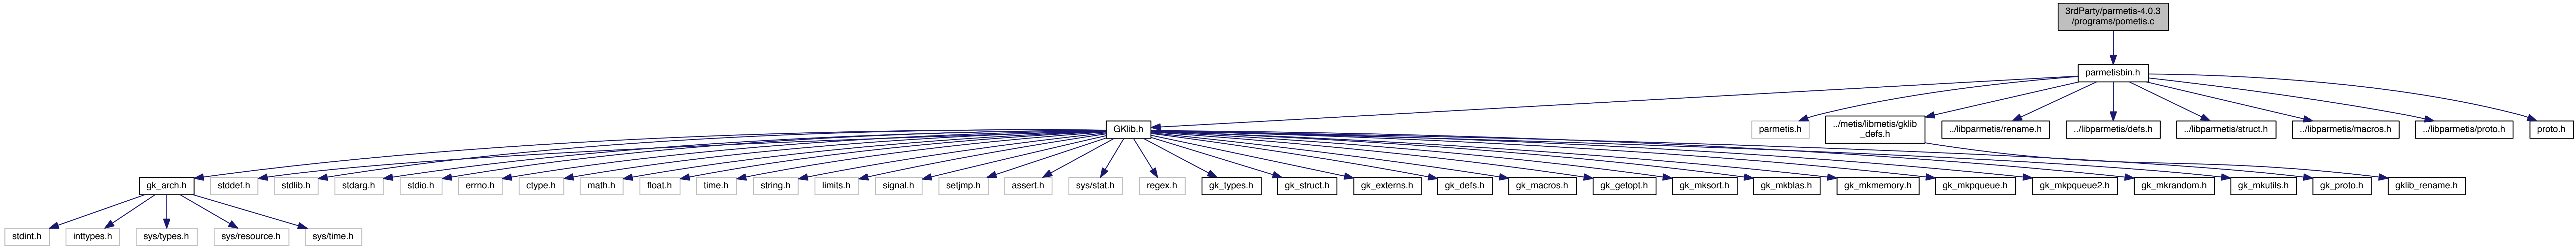 3rdParty/parmetis-4.0.3
/programs/pometis.c
parmetisbin.h
GKlib.h
parmetis.h
../metis/libmetis/gklib
_defs.h
../libparmetis/rename.h
../libparmetis/defs.h
../libparmetis/struct.h
../libparmetis/macros.h
../libparmetis/proto.h
proto.h
gk_arch.h
stddef.h
stdlib.h
stdarg.h
stdio.h
errno.h
ctype.h
math.h
float.h
time.h
string.h
limits.h
signal.h
setjmp.h
assert.h
sys/stat.h
regex.h
gk_types.h
gk_struct.h
gk_externs.h
gk_defs.h
gk_macros.h
gk_getopt.h
gk_mksort.h
gk_mkblas.h
gk_mkmemory.h
gk_mkpqueue.h
gk_mkpqueue2.h
gk_mkrandom.h
gk_mkutils.h
gk_proto.h
gklib_rename.h
stdint.h
inttypes.h
sys/types.h
sys/resource.h
sys/time.h